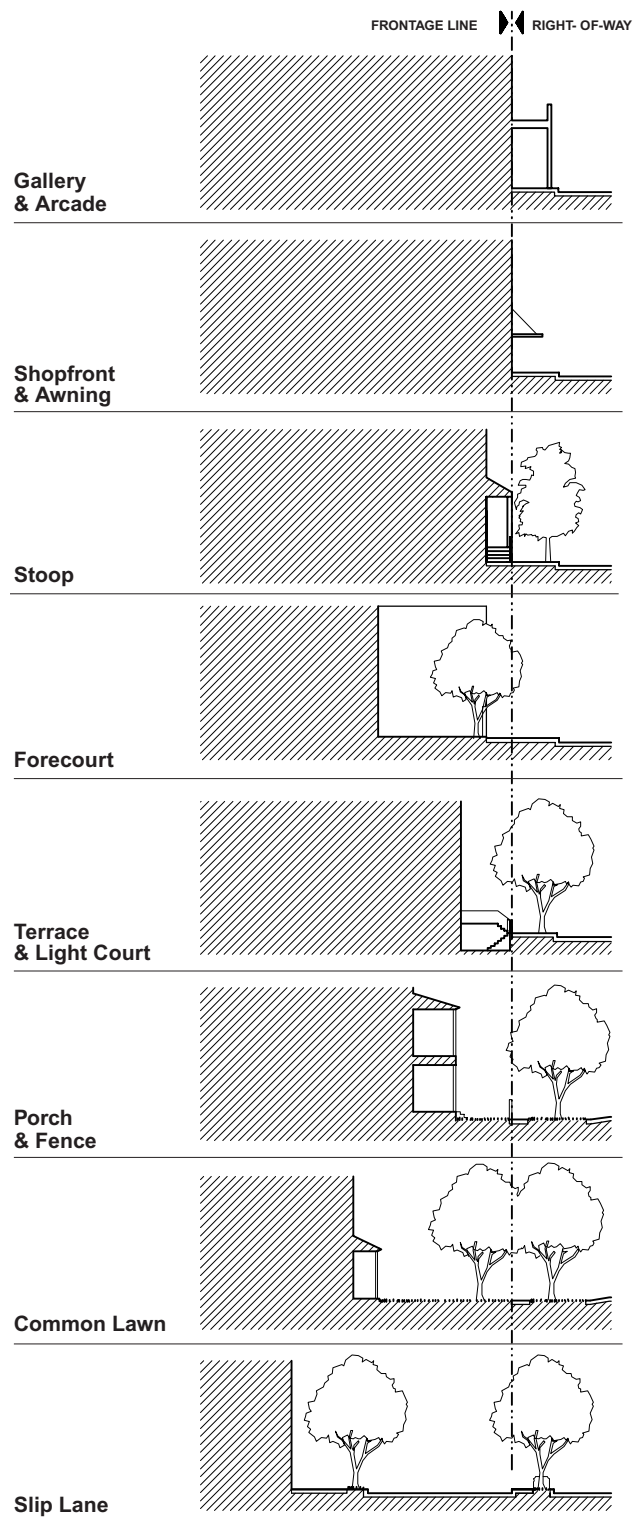 FRONTAGE LINE RIGHT- OF-WAY
Gallery
& Arcade
Shopfront
& Awning
Stoop
Forecourt
Terrace
& Light Court
Porch
& Fence
Common Lawn
Slip Lane